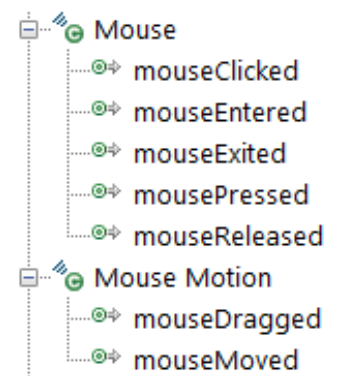 Mouse
mouseClicked
mouseEntered
mouseExited
mousePressed
mouseReleased
Mouse Motion
mouseDragged
mouseMoved